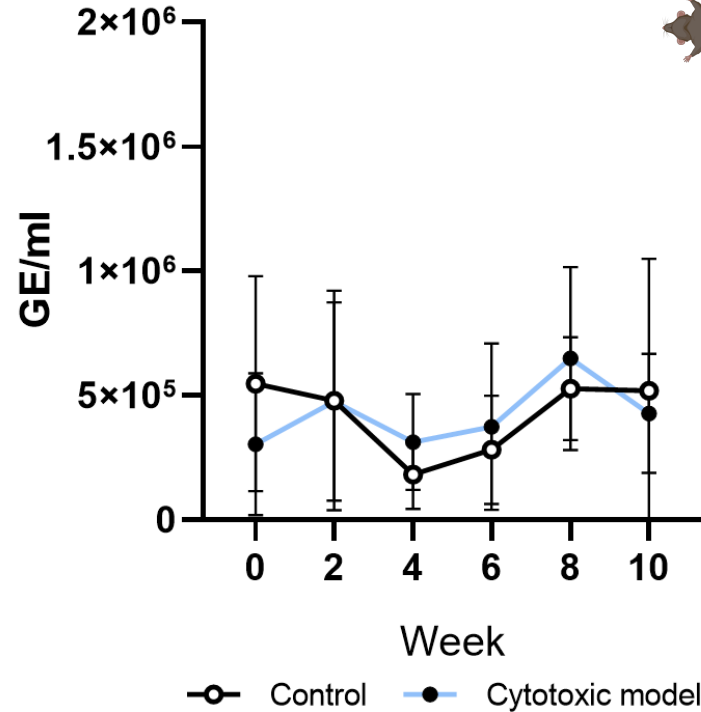 2×10⁶
1.5×10⁶
1×10⁶
5×10⁵
0
GE/ml
0 2 4 6 8 10
Week
Control Cytotoxic model